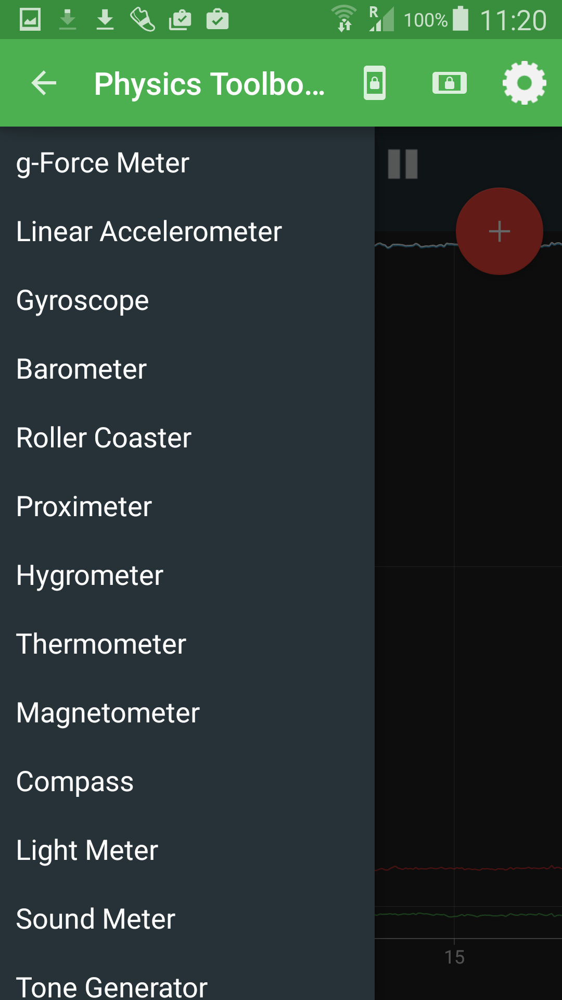 R 100% 11:20
Physics Toolbo...
g-Force Meter
Linear Accelerometer
Gyroscope
Barometer
Roller Coaster
Proximeter
Hygrometer
Thermometer
Magnetometer
Compass
Light Meter
Sound Meter
15
Tone Generator